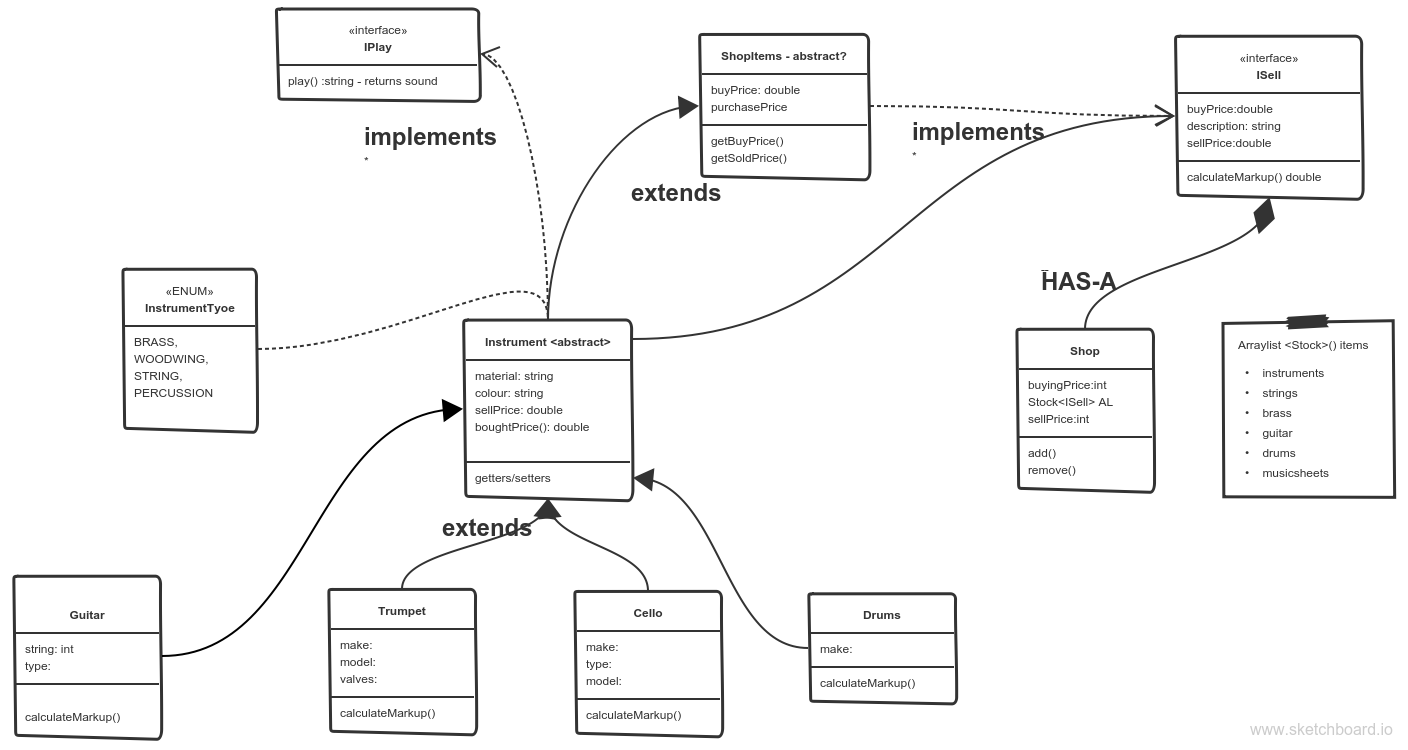 «interface»
IPlay
play() :string - returns sound
implements
*
ShopItems - abstract?
buyPrice: double
purchasePrice
getBuyPrice()
getSoldPrice()
extends
implements
*
«interface»
ISell
buyPrice:double
description: string
sellPrice:double
calculateMarkup() double
HAS-A
«ENUM»
InstrumentTyoe
BRASS,
WOODWING,
STRING,
PERCUSSION
Instrument <abstract>
material: string
colour: string
sellPrice: double
boughtPrice(): double
getters/setters
extends
Shop
buyingPrice:int
Stock<ISell> AL
sellPrice:int
add()
remove()
Arraylist <Stock>() items
• instruments
• strings
• brass
• guitar
• drums
• musicsheets
Guitar
string: int
type:
calculateMarkup()
Trumpet
make:
model:
valves:
calculateMarkup()
Cello
make:
type:
model:
calculateMarkup()
Drums
make:
calculateMarkup()
www.sketchboard.io